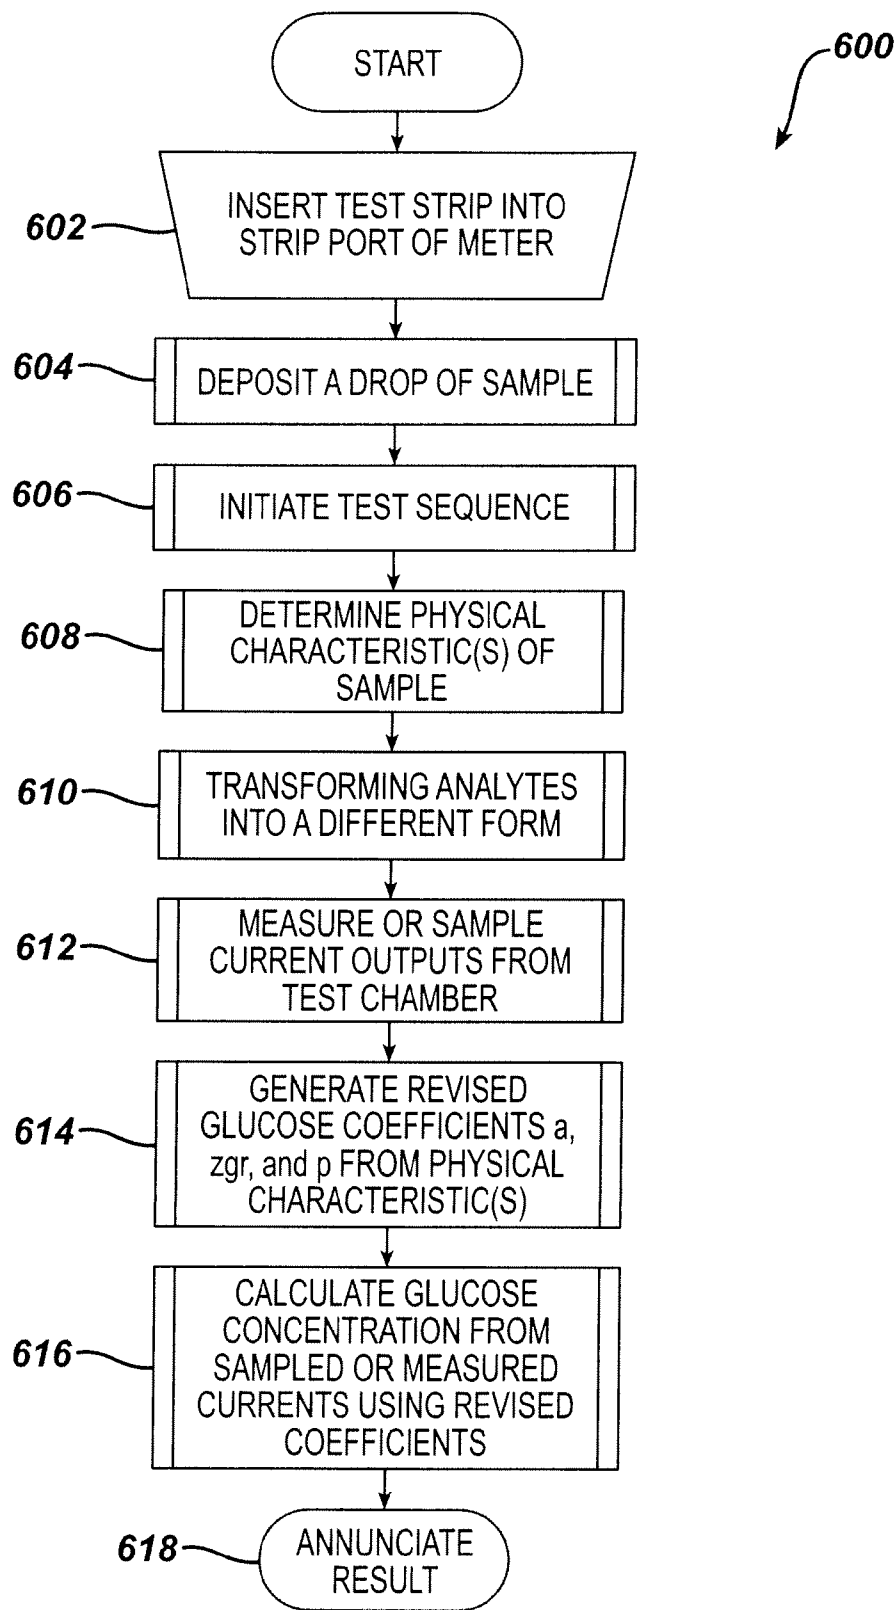 START
600
602
INSERT TEST STRIP INTO
STRIP PORT OF METER
604
DEPOSIT A DROP OF SAMPLE
606
INITIATE TEST SEQUENCE
608
DETERMINE PHYSICAL
CHARACTERISTIC(S) OF
SAMPLE
610
TRANSFORMING ANALYTES
INTO A DIFFERENT FORM
612
MEASURE OR SAMPLE
CURRENT OUTPUTS FROM
TEST CHAMBER
614
GENERATE REVISED
GLUCOSE COEFFICIENTS a,
zgr, and p FROM PHYSICAL
CHARACTERISTIC(S)
616
CALCULATE GLUCOSE
CONCENTRATION FROM
SAMPLED OR MEASURED
CURRENTS USING REVISED
COEFFICIENTS
618
ANNUNCIATE
RESULT